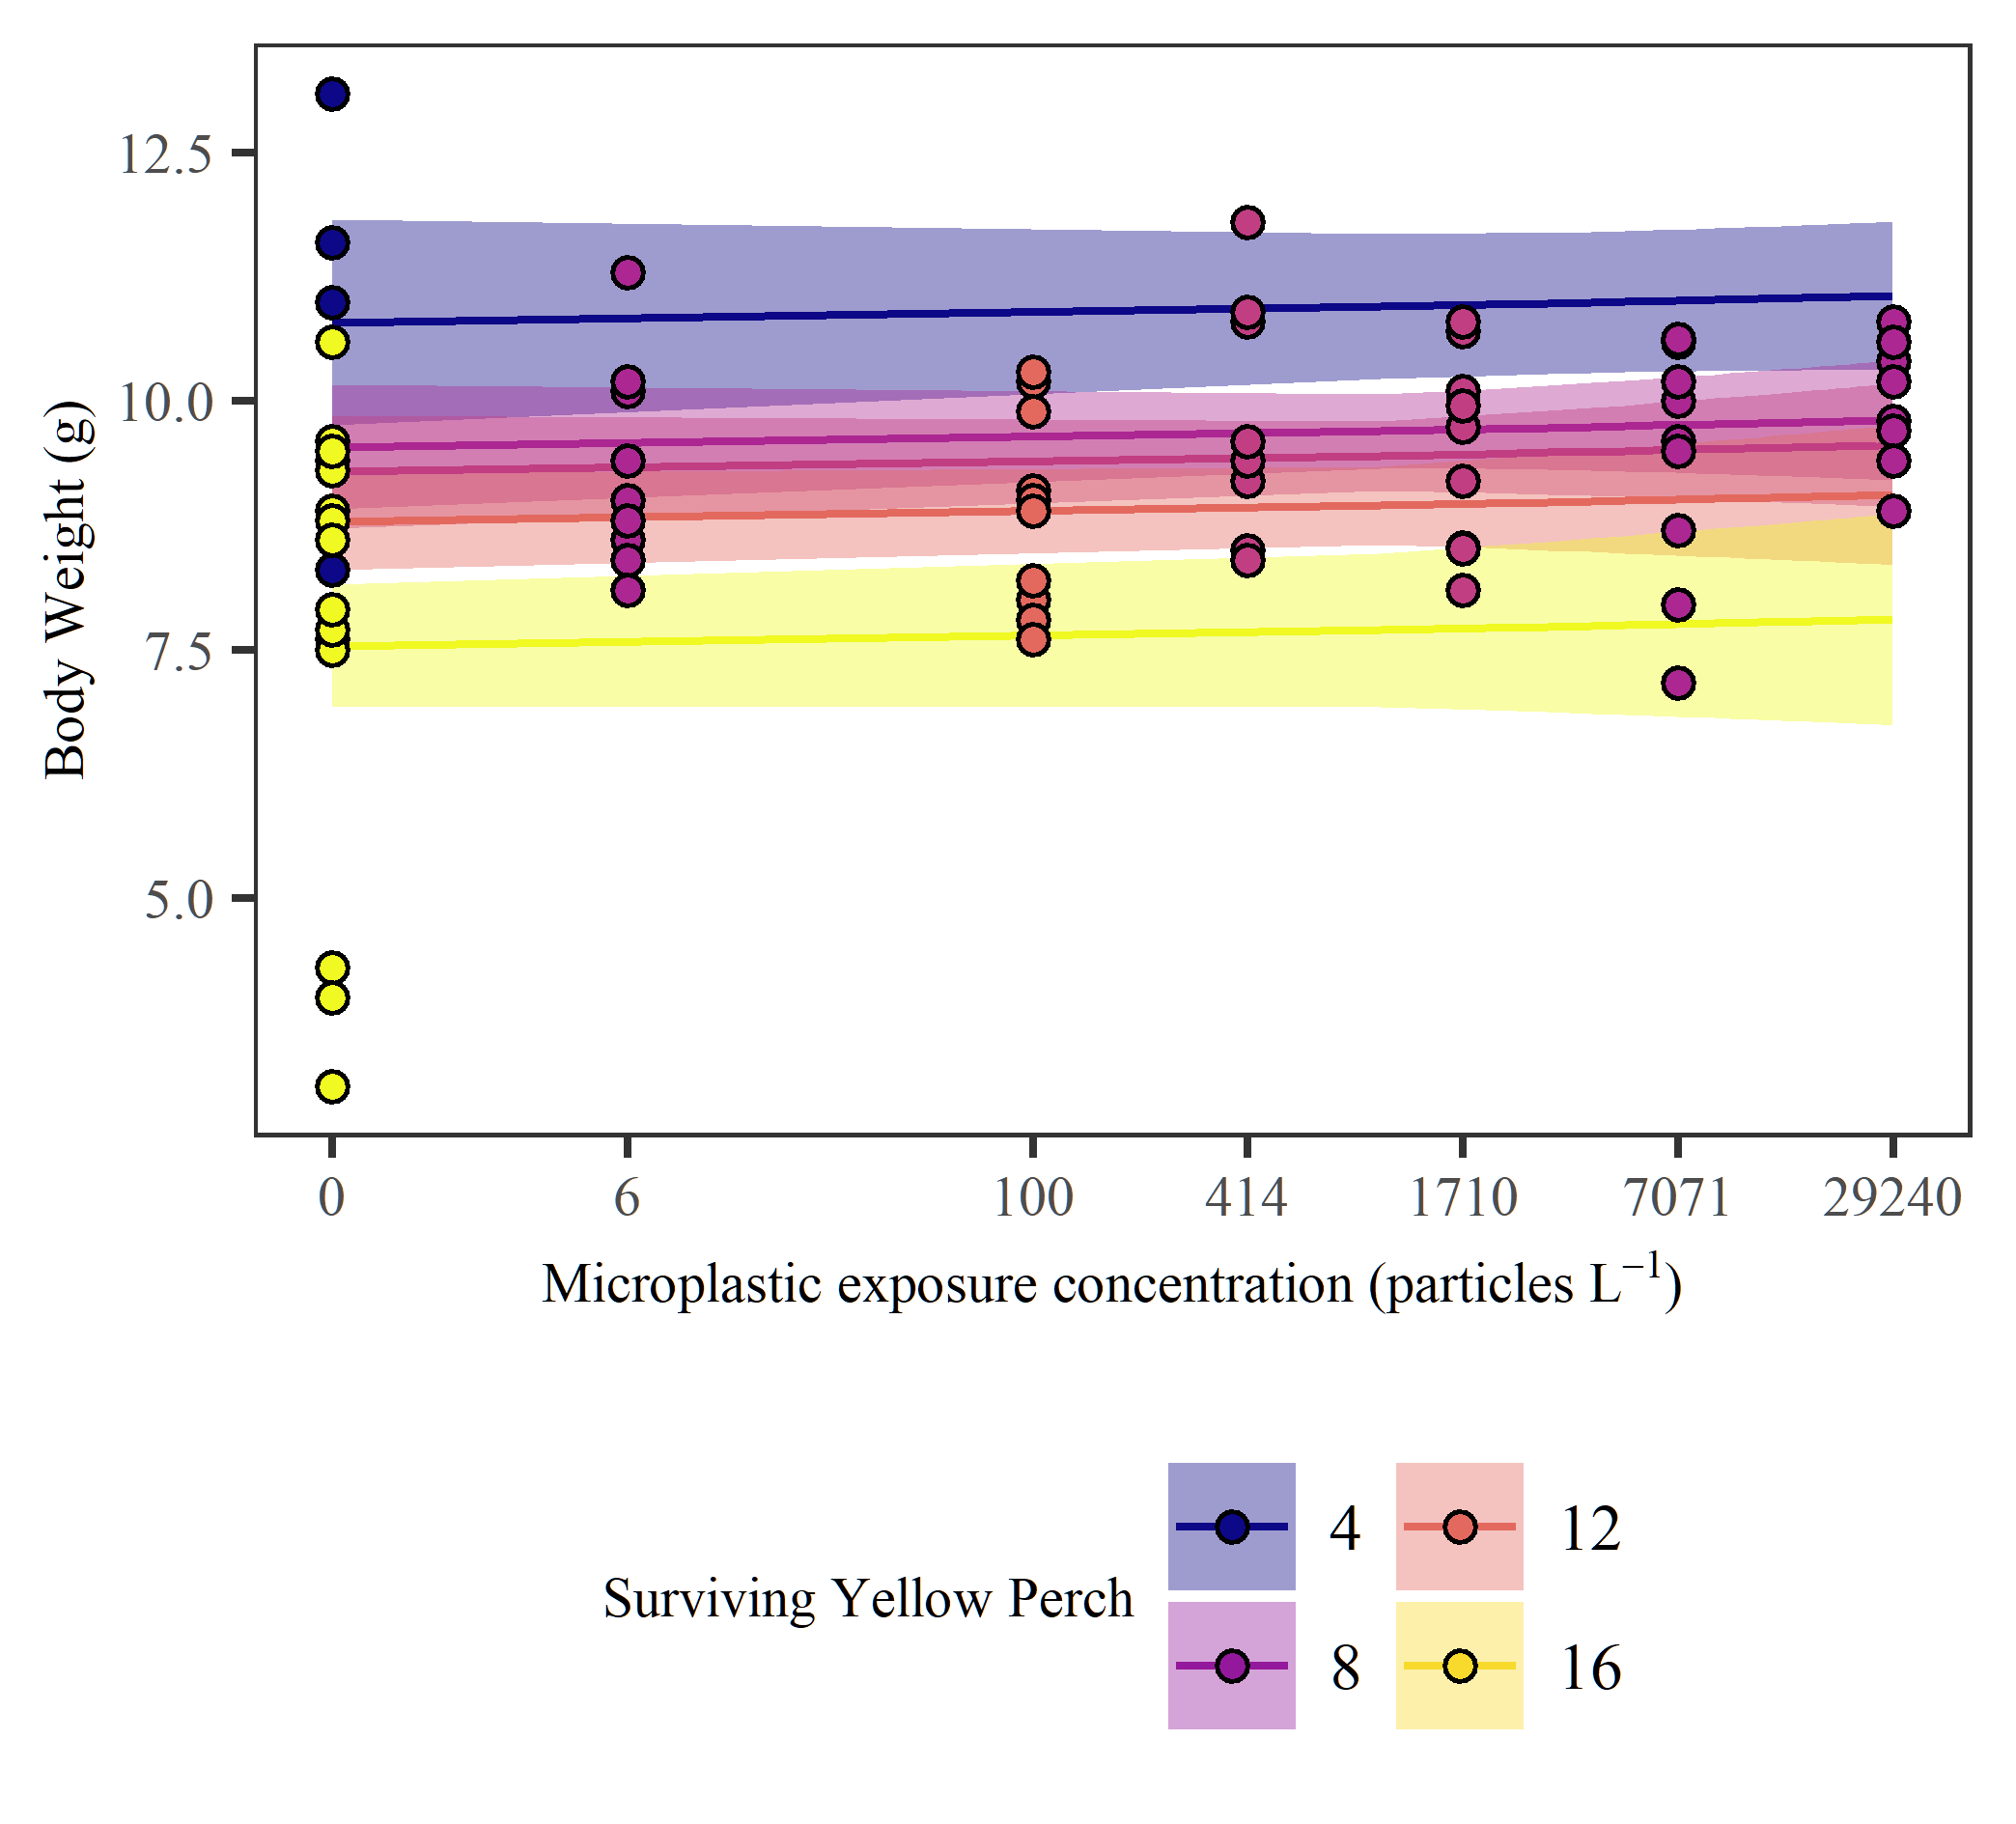 Body Weight (g)
12.5
10.0
7.5
5.0
0 6 100 414 1710 7071 29240
Microplastic exposure concentration (particles L⁻¹)
Surviving Yellow Perch
4 12
8 16